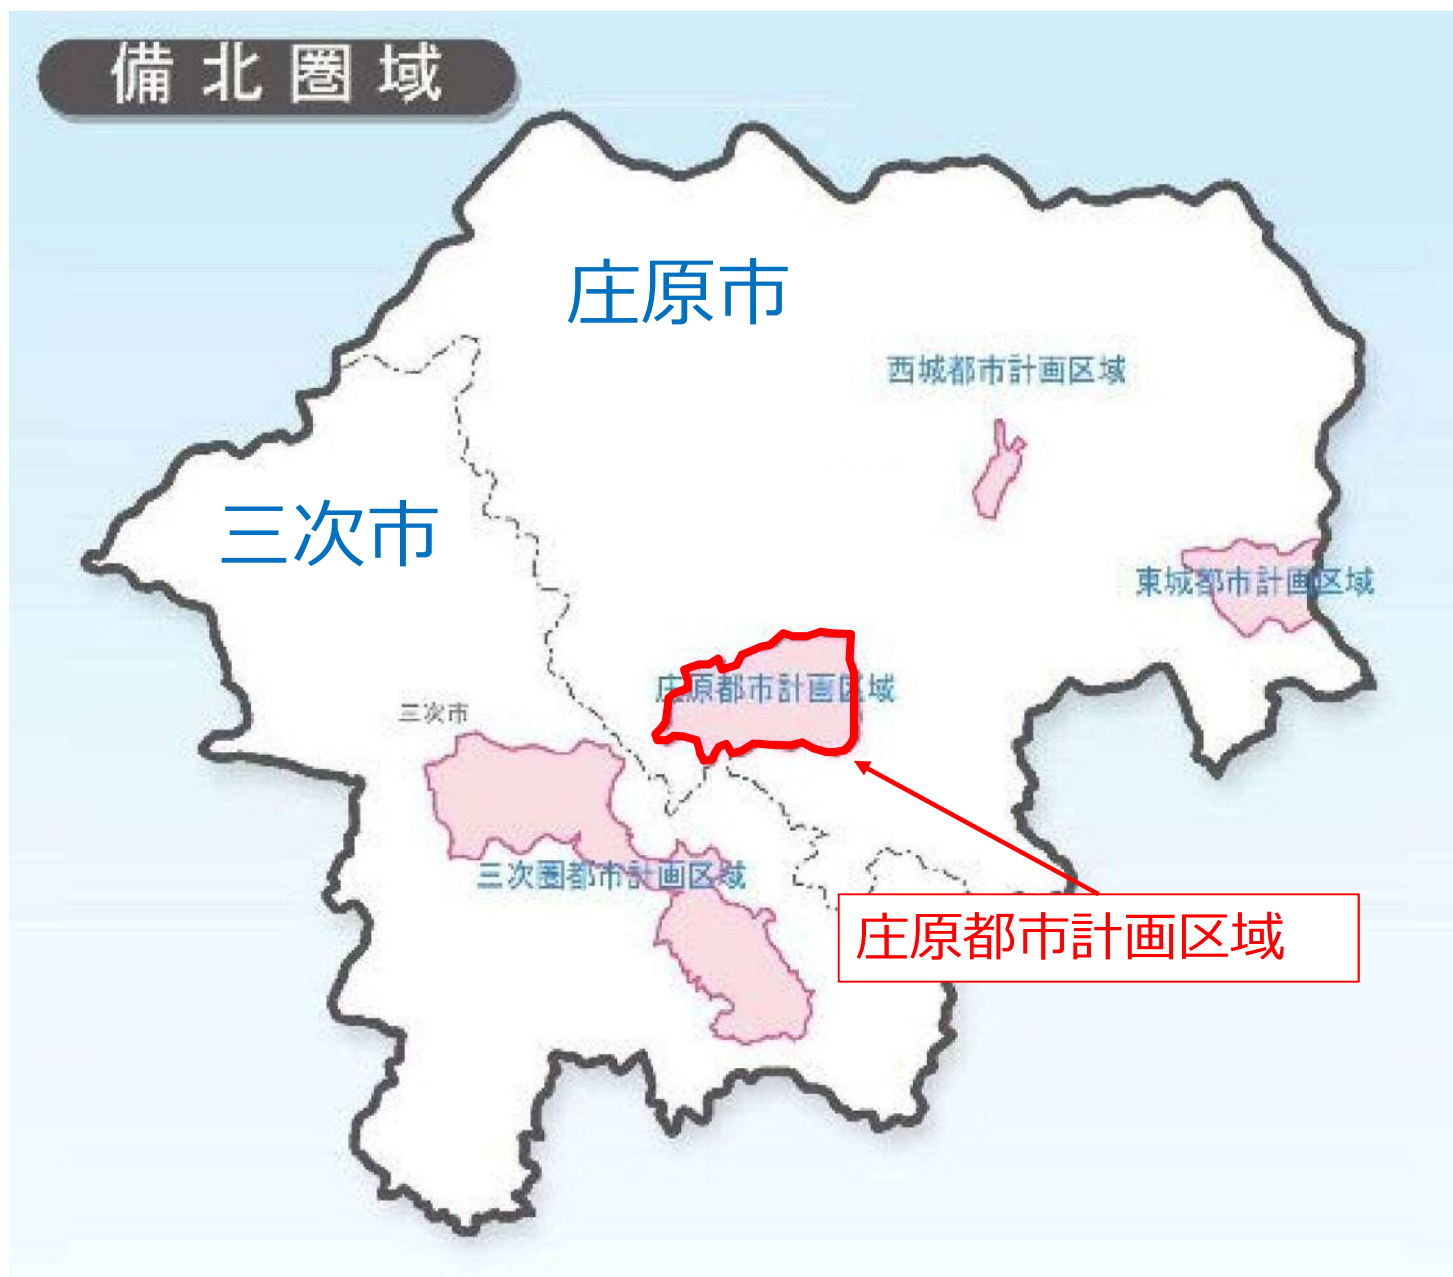 備北圏域
庄原市
西城都市計画区域
三次市
東城都市計画区域
庄原都市計画区域
三次市
三次圏都市計画区域
庄原都市計画区域